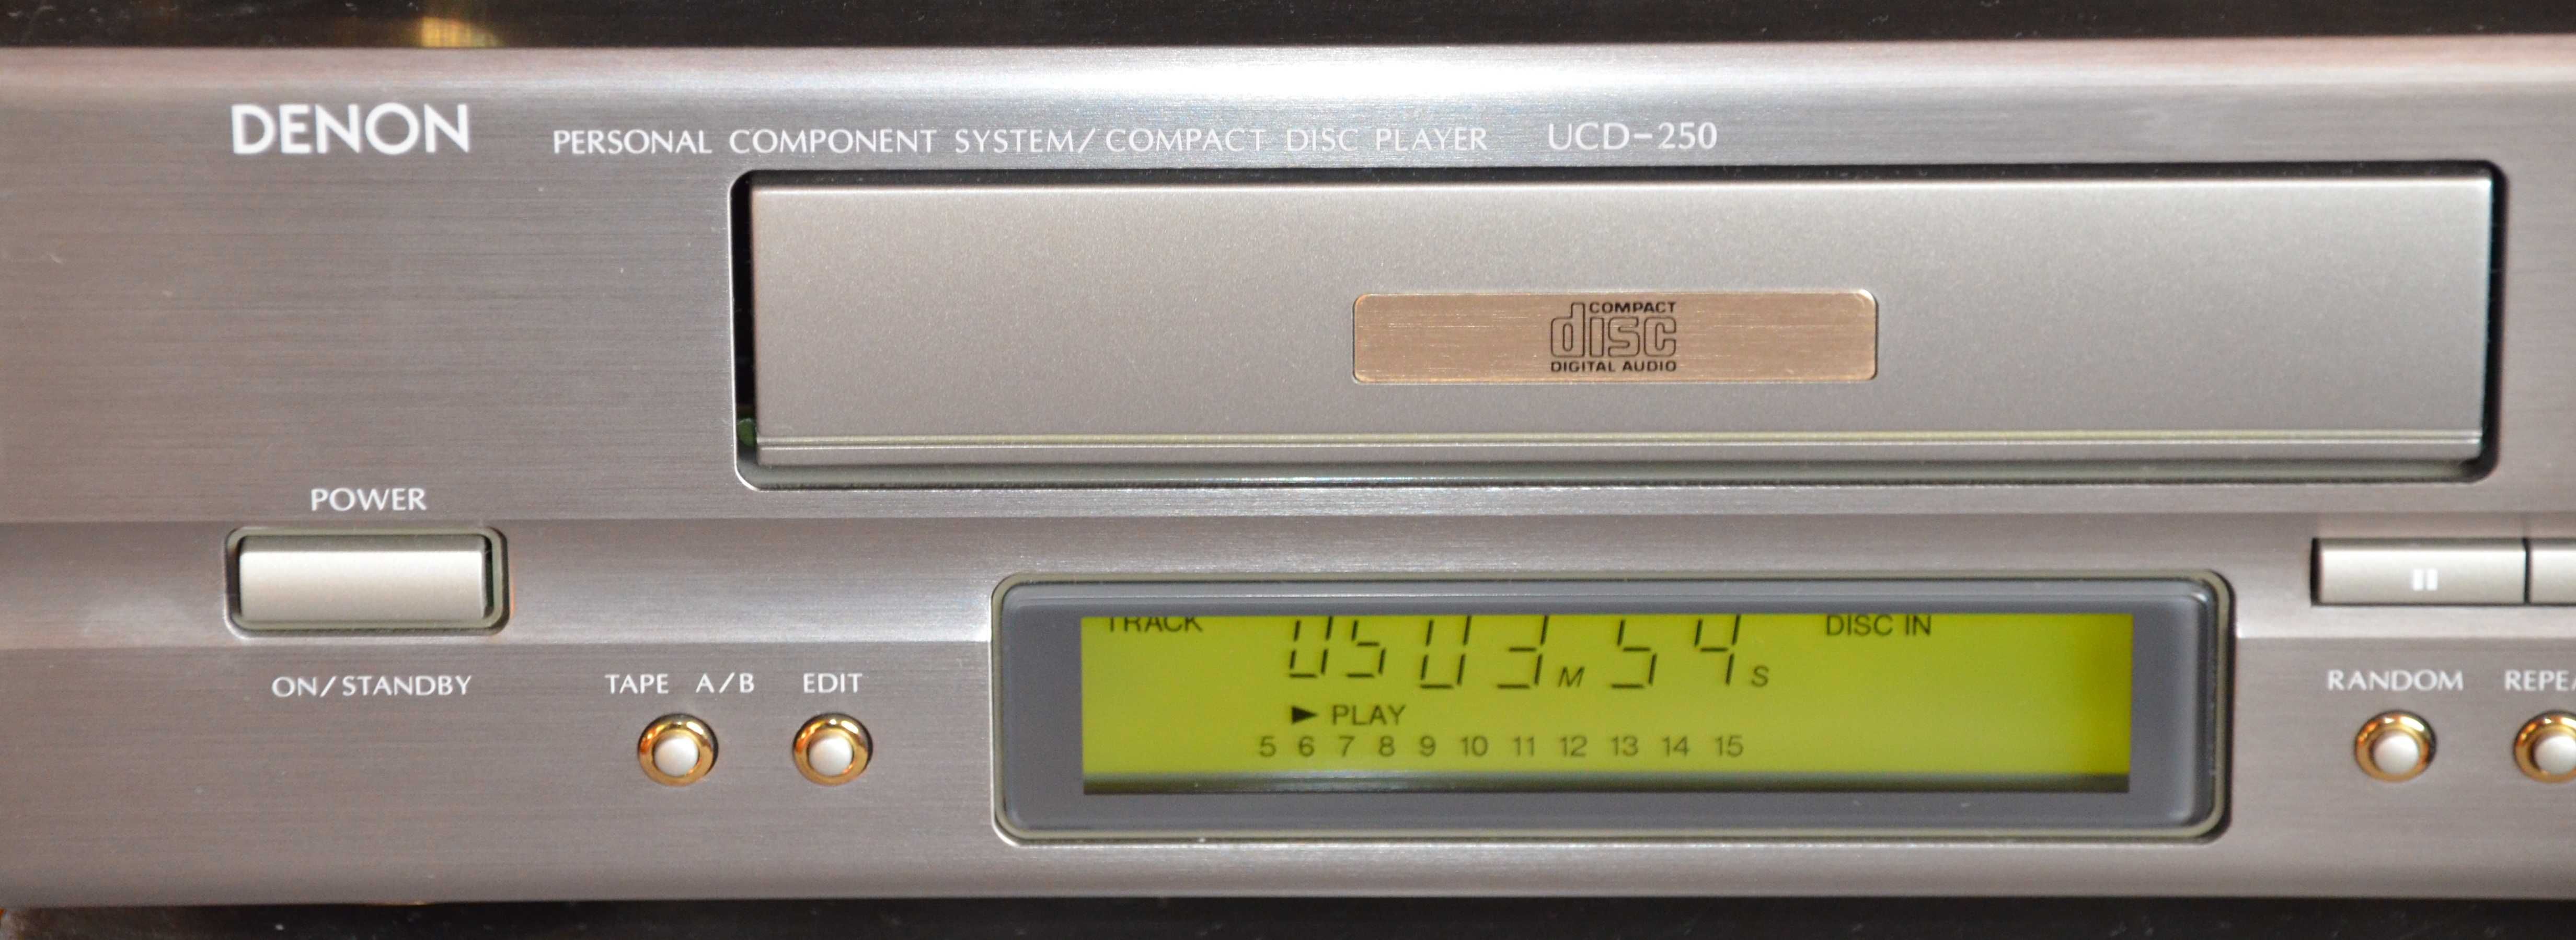 DENON PERSONAL COMPONENT SYSTEM/COMPACT DISC PLAYER UCD-250
COMPACT
disc
DIGITAL AUDIO
POWER
ON/STANDBY
TAPE A/B EDIT
TRACK 05 03 M 54 S DISC IN
► PLAY
5 6 7 8 9 10 11 12 13 14 15
RANDOM